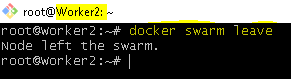 root@Worker2: ~
root@Worker2:~# docker swarm leave
Node left the swarm.
root@Worker2:~#